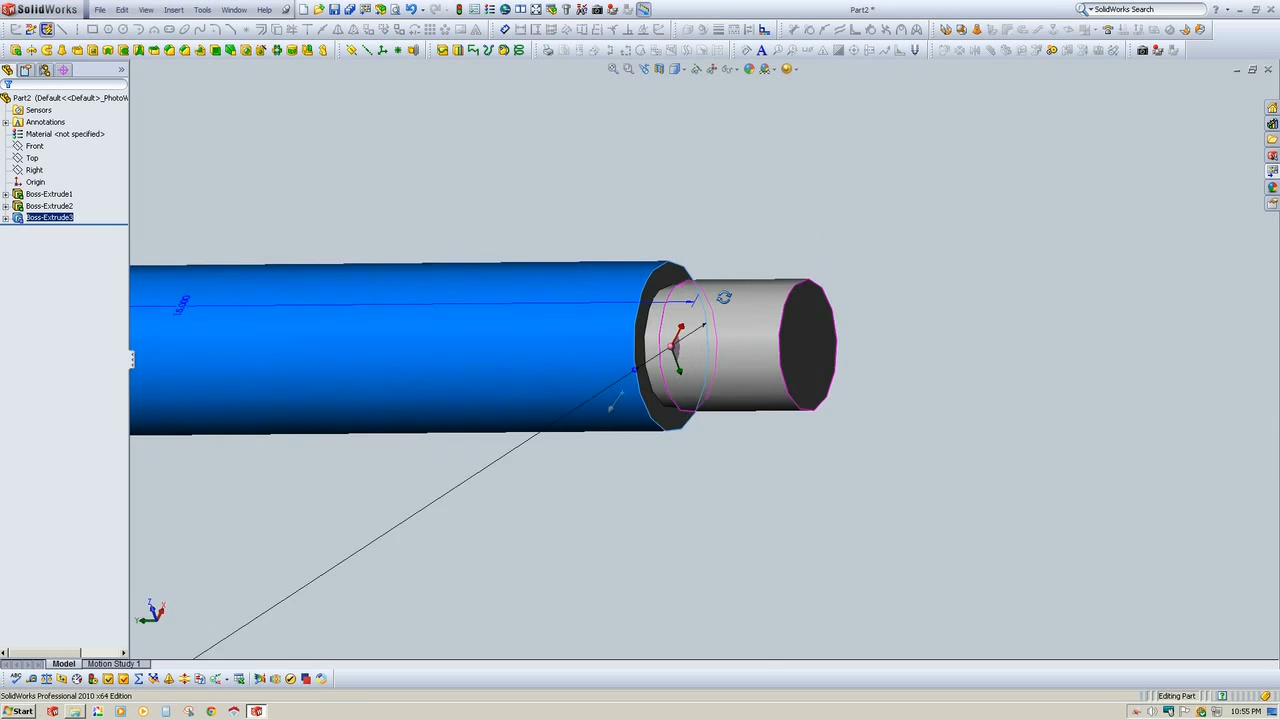 SolidWorks File Edit View Insert Tools Window Help Part2 * SolidWorks Search
Part2 (Default<<Default>_PhotoW
Sensors
Annotations
Material <not specified>
Front
Top
Right
Origin
Boss-Extrude1
Boss-Extrude2
Boss-Extrude3
15.000
Z
X
Y
Model Motion Study 1
SolidWorks Professional 2010 x64 Edition Editing Part
Start 10:55 PM